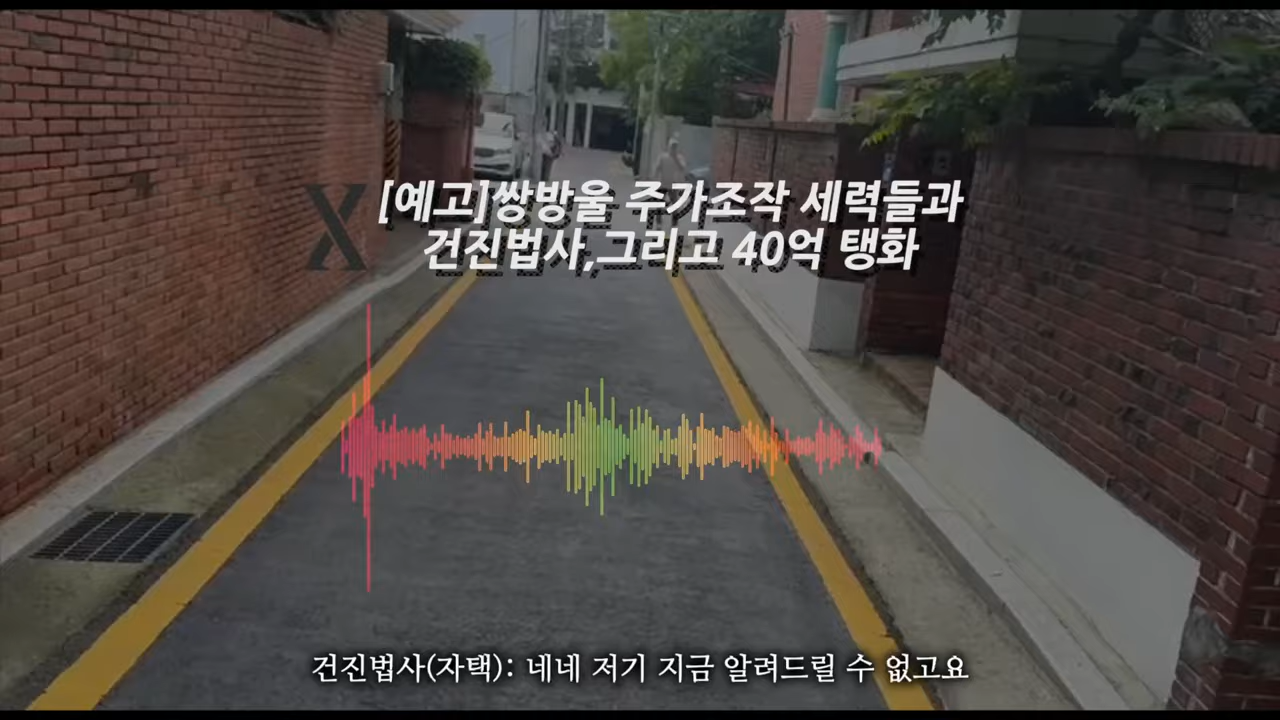 X
[예고]쌍방울 주가조작 세력들과
건진법사,그리고 40억 탱화
건진법사(자택): 네네 저기 지금 알려드릴 수 없고요